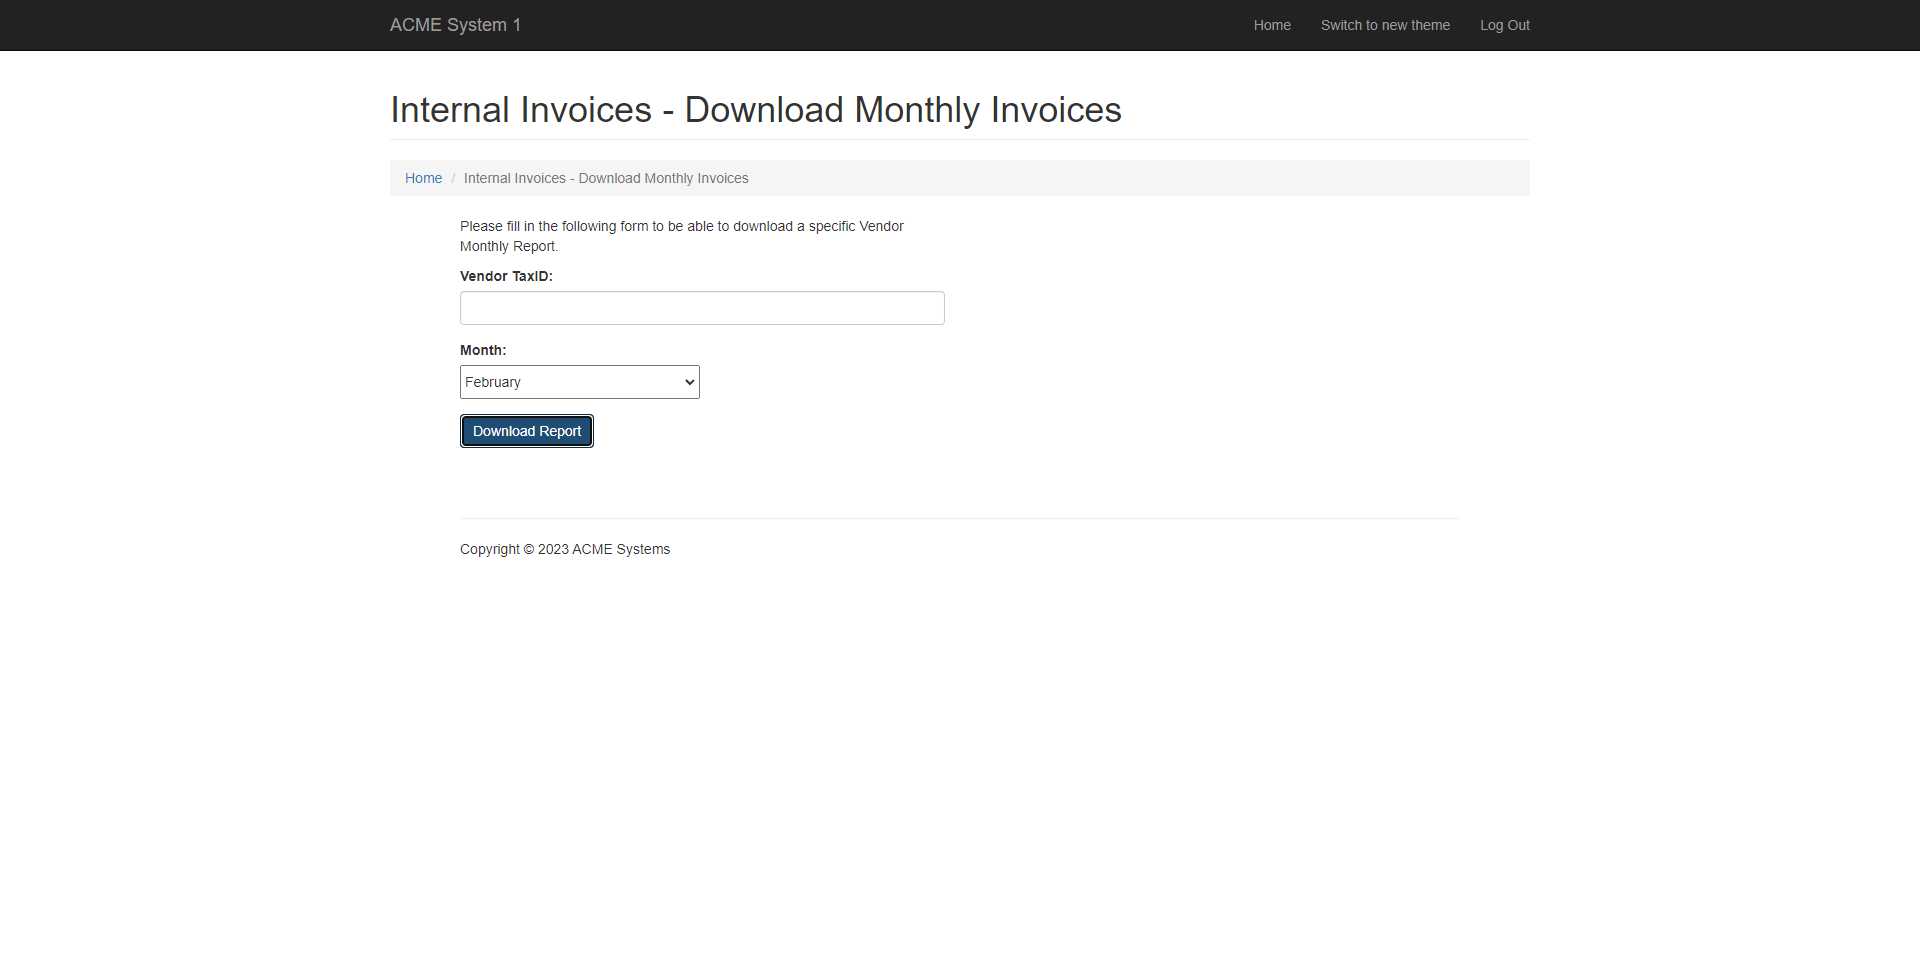 ACME System 1
Home
Switch to new theme
Log Out
Internal Invoices - Download Monthly Invoices
Home / Internal Invoices - Download Monthly Invoices
Please fill in the following form to be able to download a specific Vendor
Monthly Report.
Vendor TaxID:
Month:
February
Download Report
Copyright © 2023 ACME Systems